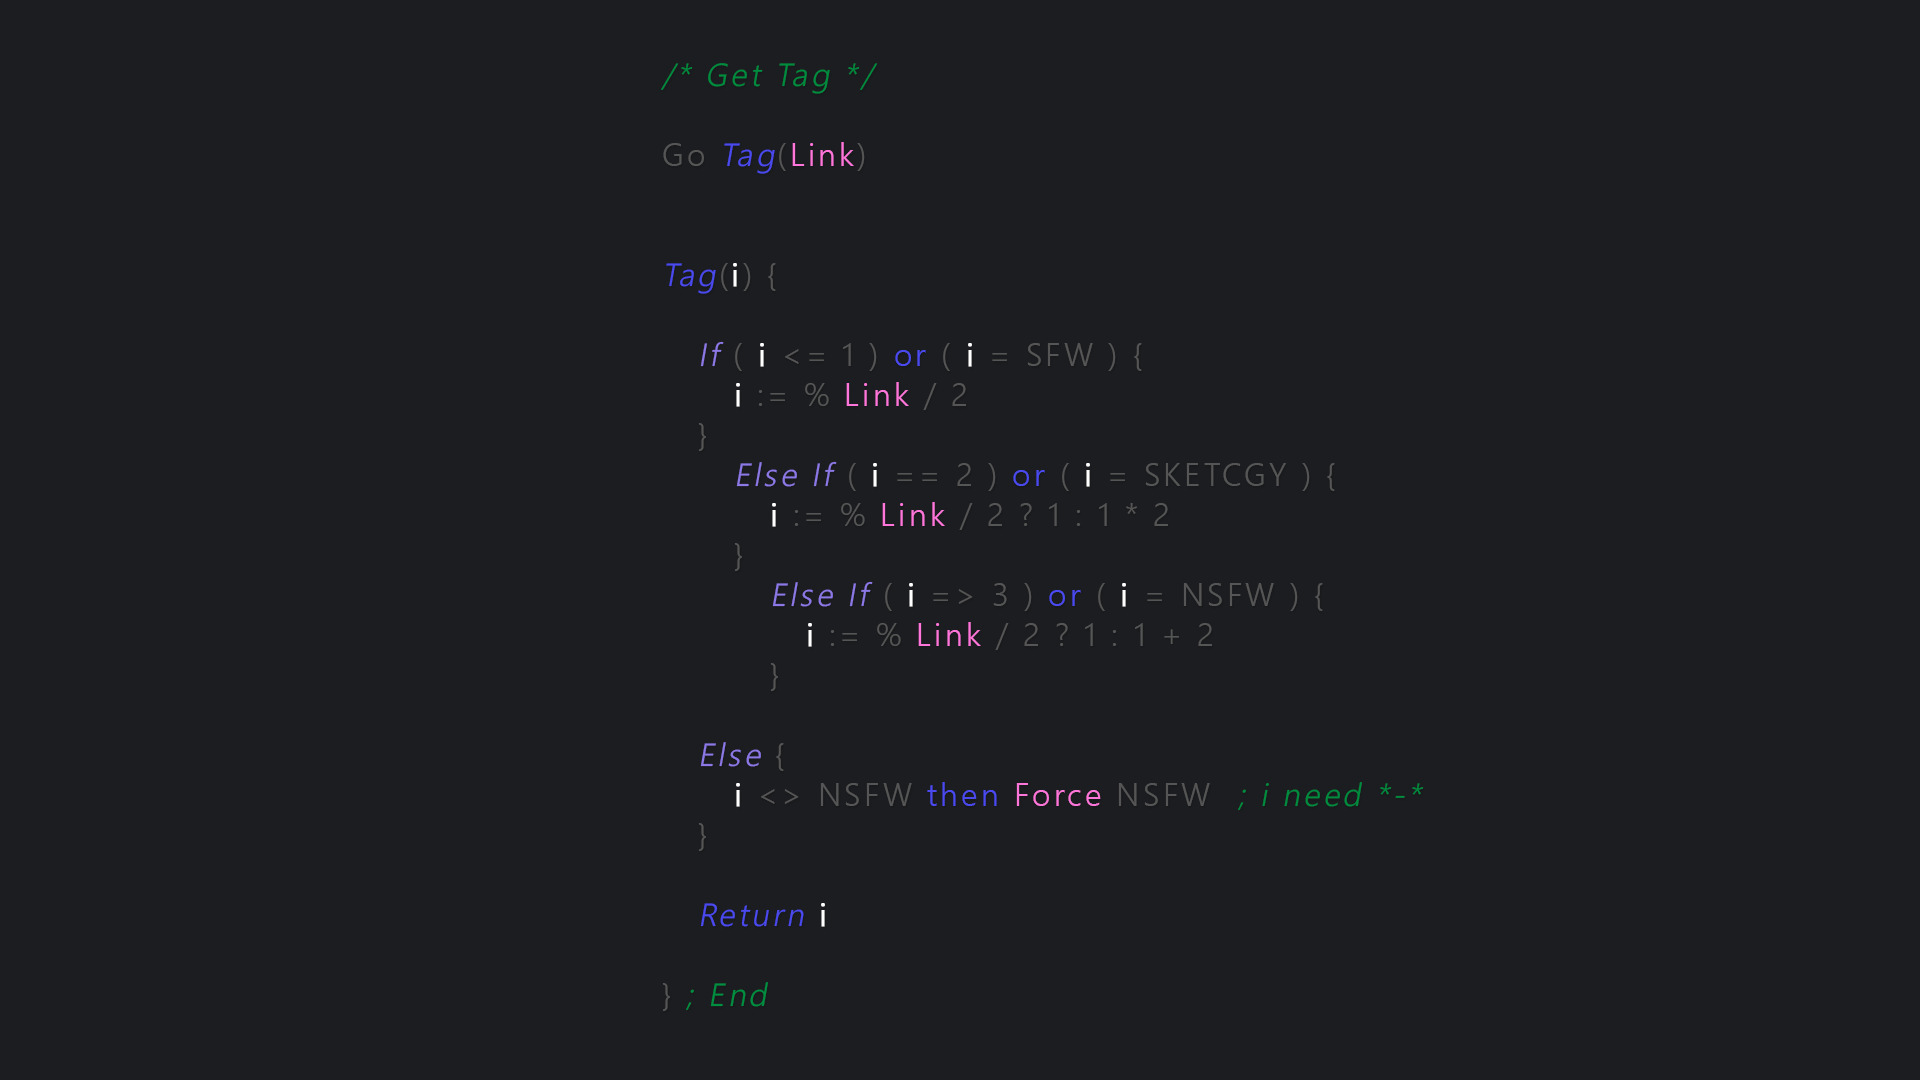 /* Get Tag */
Go Tag(Link)
Tag(i) {
If ( i <= 1 ) or ( i = SFW ) {
i := % Link / 2
}
Else If ( i == 2 ) or ( i = SKETCGY ) {
i := % Link / 2 ? 1 : 1 * 2
}
Else If ( i => 3 ) or ( i = NSFW ) {
i := % Link / 2 ? 1 : 1 + 2
}
Else {
i <> NSFW then Force NSFW ; i need *-*
}
Return i
} ; End